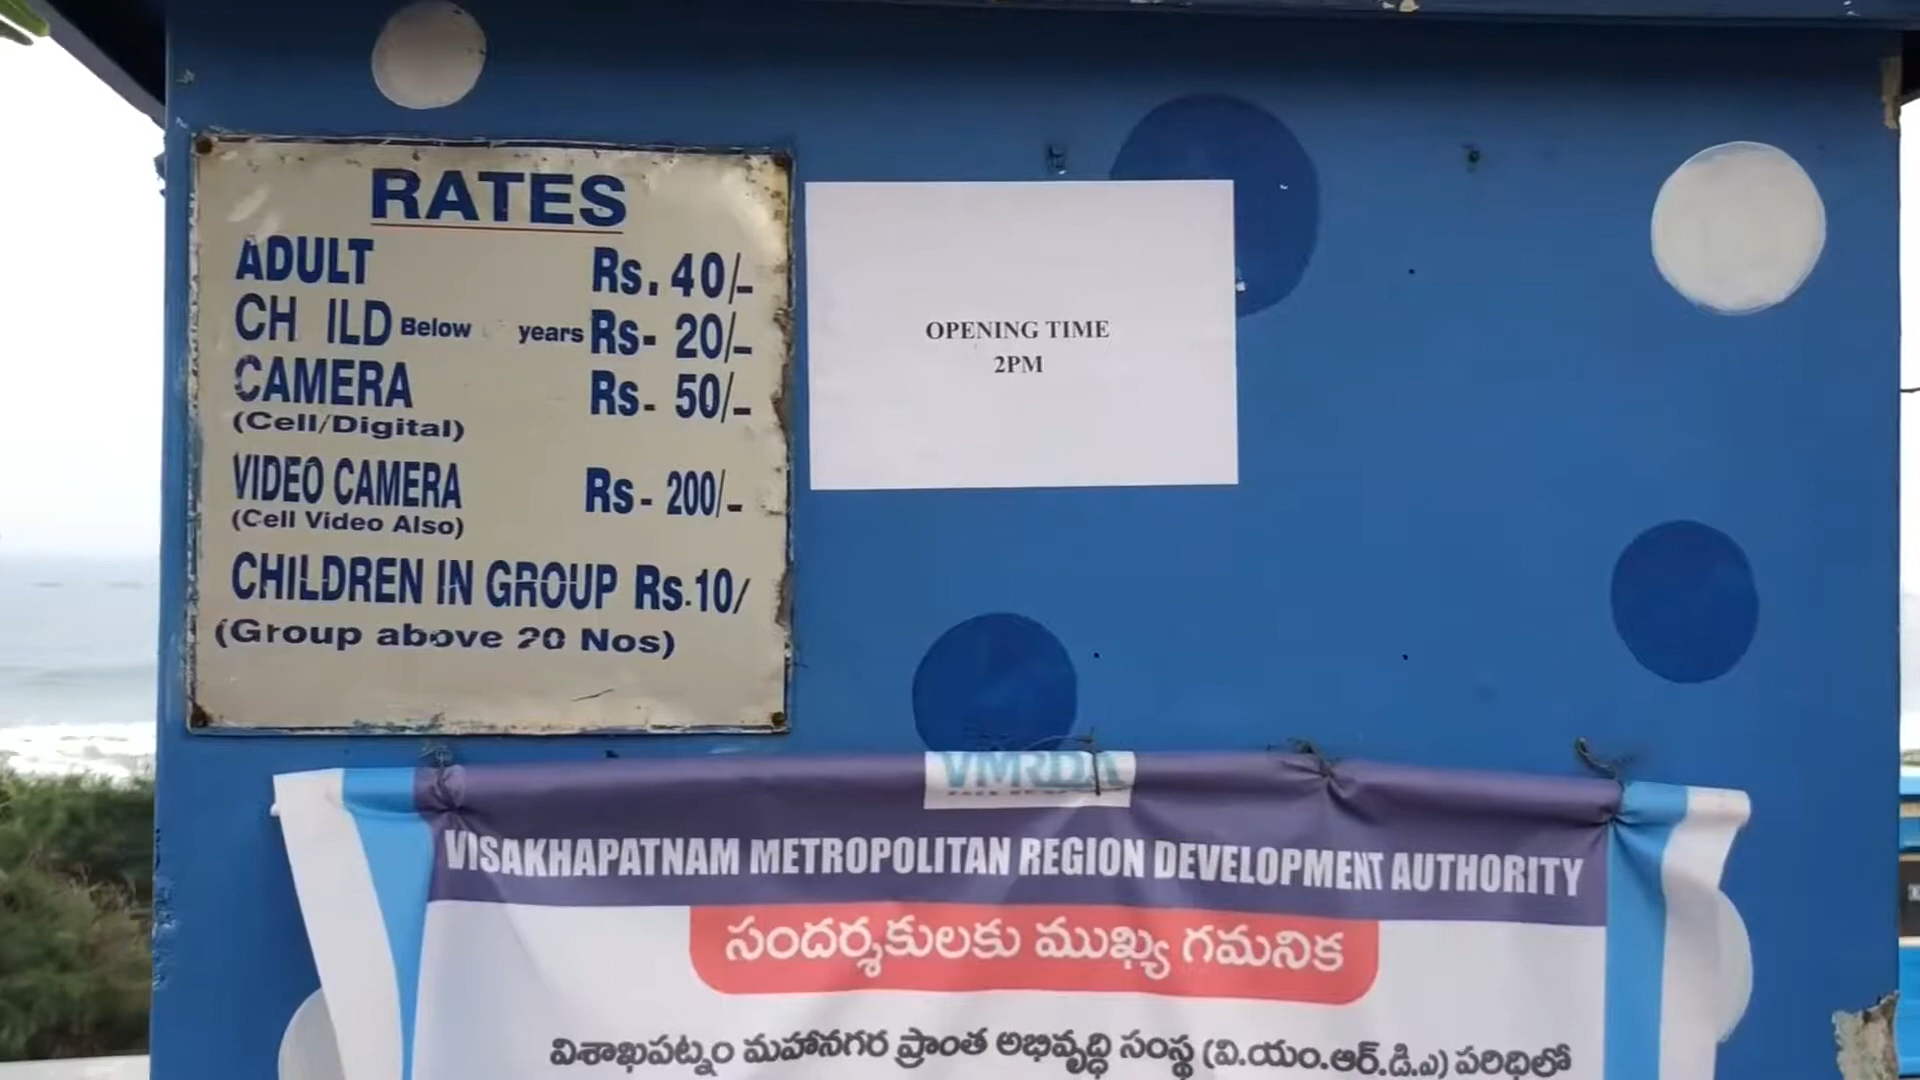 RATES
ADULT Rs. 40/-
CH ILD Below years Rs- 20/-
CAMERA Rs- 50/-
(Cell/Digital)
VIDEO CAMERA Rs- 200/-
(Cell Video Also)
CHILDREN IN GROUP Rs.10/
(Group above 20 Nos)
OPENING TIME
2PM
VMRDA
VISAKHAPATNAM METROPOLITAN REGION DEVELOPMENT AUTHORITY
సందర్శకులకు ముఖ్య గమనిక
విశాఖపట్నం మహానగర ప్రాంత అభివృద్ధి సంస్థ (వి.యం.ఆర్.డి.ఎ) పరిధిలో